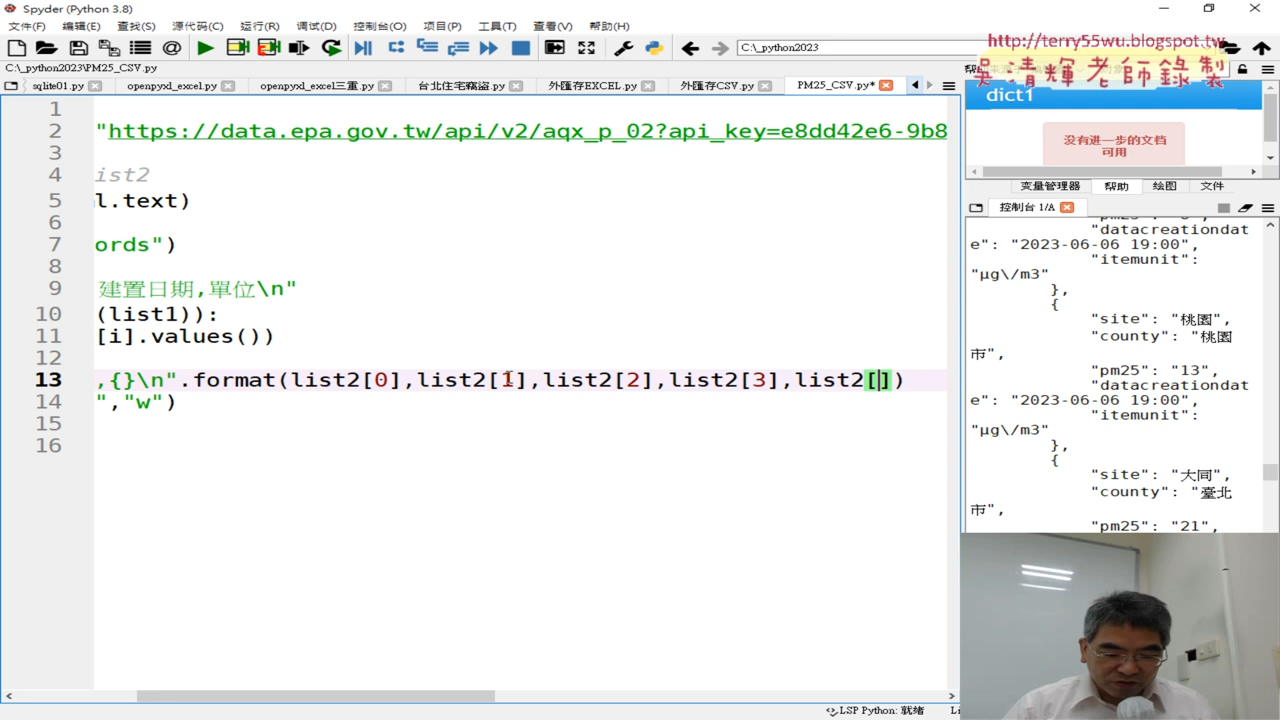 Spyder (Python 3.8)
文件(F) 编辑(E) 查找(S) 源代码(C) 运行(R) 调试(D) 控制台(O) 项目(P) 工具(T) 查看(V) 帮助(H)
C:\_python2023
http://terry55wu.blogspot.tw
吳清輝老師錄製
C:\_python2023\PM25_CSV.py
sqlite01.py
openpyxl_excel.py
openpyxl_excel三重.py
台北住宅竊盜.py
外匯存EXCEL.py
外匯存CSV.py
PM25_CSV.py*
dict1
没有进一步的文档
可用
变量管理器 帮助 绘图 文件
控制台 1/A
1
2 "https://data.epa.gov.tw/api/v2/aqx_p_02?api_key=e8dd42e6-9b8
3
4 ist2
5 l.text)
6
7 ords")
8
9 建置日期,單位\n"
10 (list1)):
11 [i].values())
12
13 ,{}\n".format(list2[0],list2[1],list2[2],list2[3],list2[])
14 ","w")
15
16
"datacreationdat
e": "2023-06-06 19:00",
"itemunit":
"μg\/m3"
},
{
"site": "桃園",
"county": "桃園
市",
"pm25": "13",
"datacreationdat
e": "2023-06-06 19:00",
"itemunit":
"μg\/m3"
},
{
"site": "大同",
"county": "臺北
市",
"pm25": "21",
LSP Python: 就绪